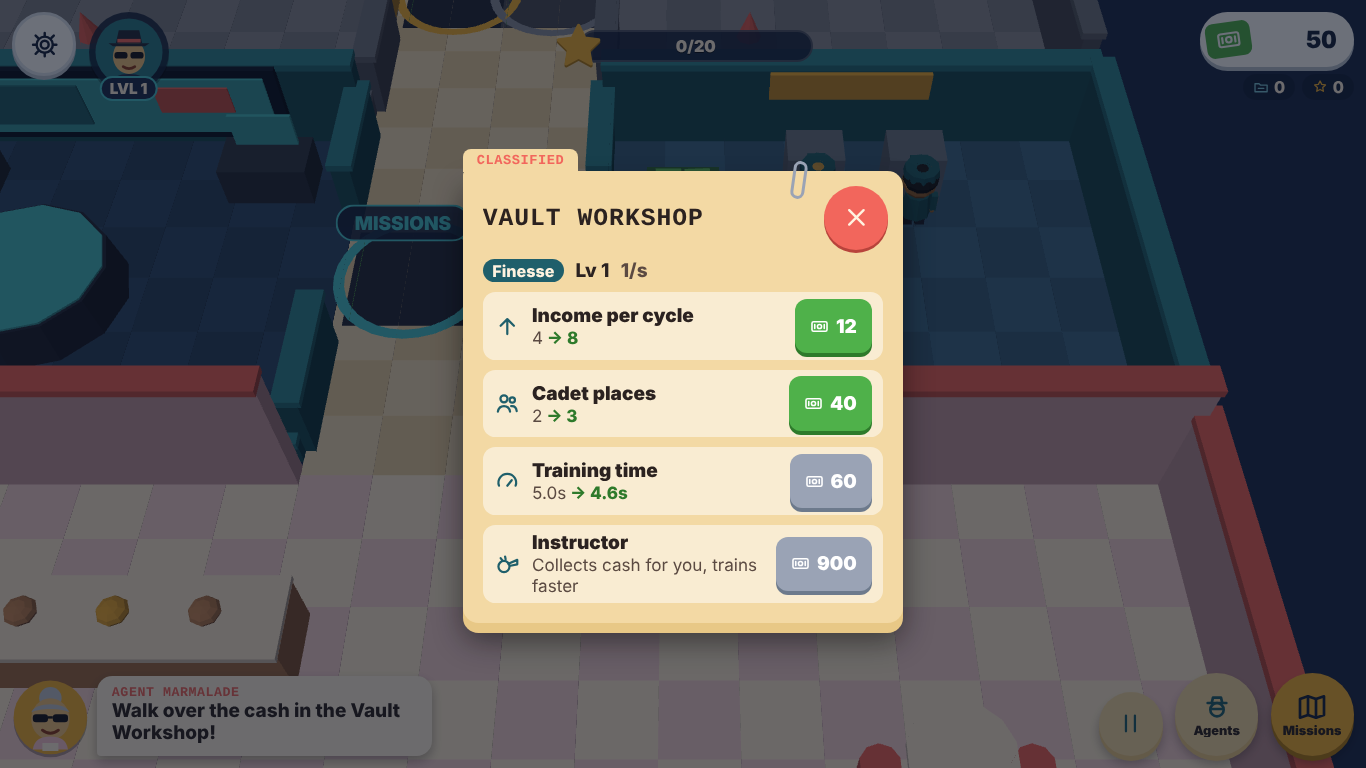 LVL 1
0/20
50
0
0
MISSIONS
CLASSIFIED
VAULT WORKSHOP
Finesse Lv 1 1/s
Income per cycle
4 → 8
12
Cadet places
2 → 3
40
Training time
5.0s → 4.6s
60
Instructor
Collects cash for you, trains
faster
900
AGENT MARMALADE
Walk over the cash in the Vault
Workshop!
Agents
Missions